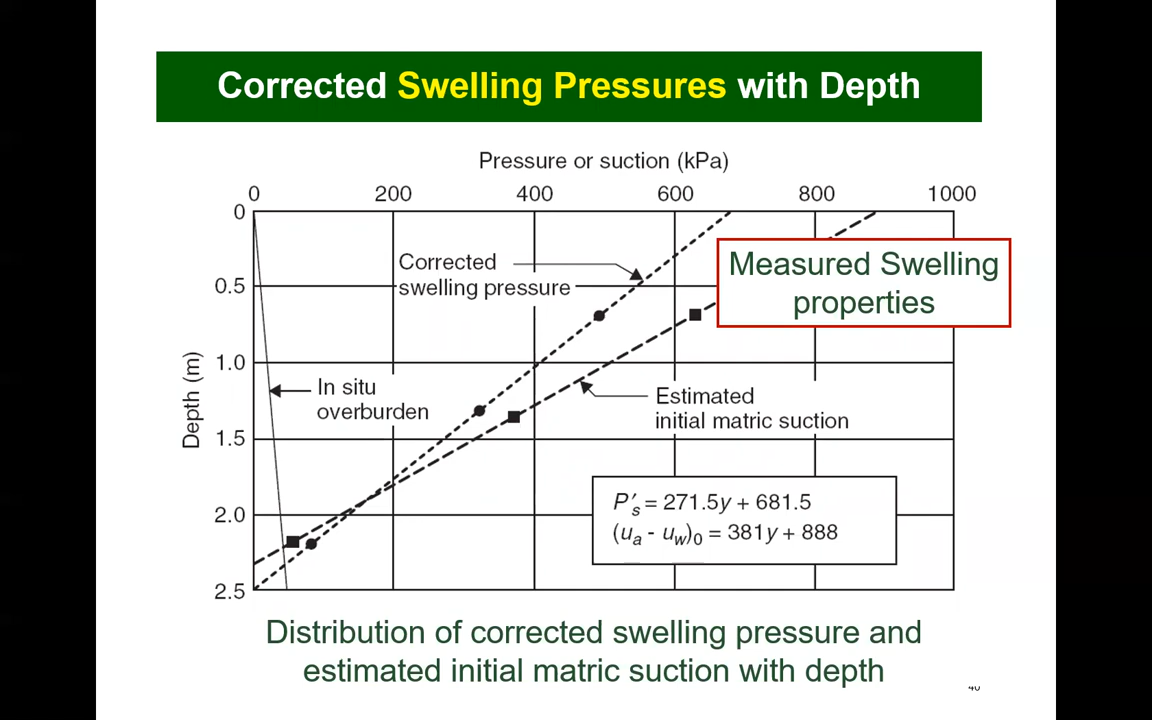 Corrected Swelling Pressures with Depth
Pressure or suction (kPa)
0 200 400 600 800 1000
0
0.5
1.0
1.5
2.0
2.5
Depth (m)
Corrected
swelling pressure
Measured Swelling
properties
In situ
overburden
Estimated
initial matric suction
P′s = 271.5y + 681.5
(ua - uw)0 = 381y + 888
Distribution of corrected swelling pressure and
estimated initial matric suction with depth